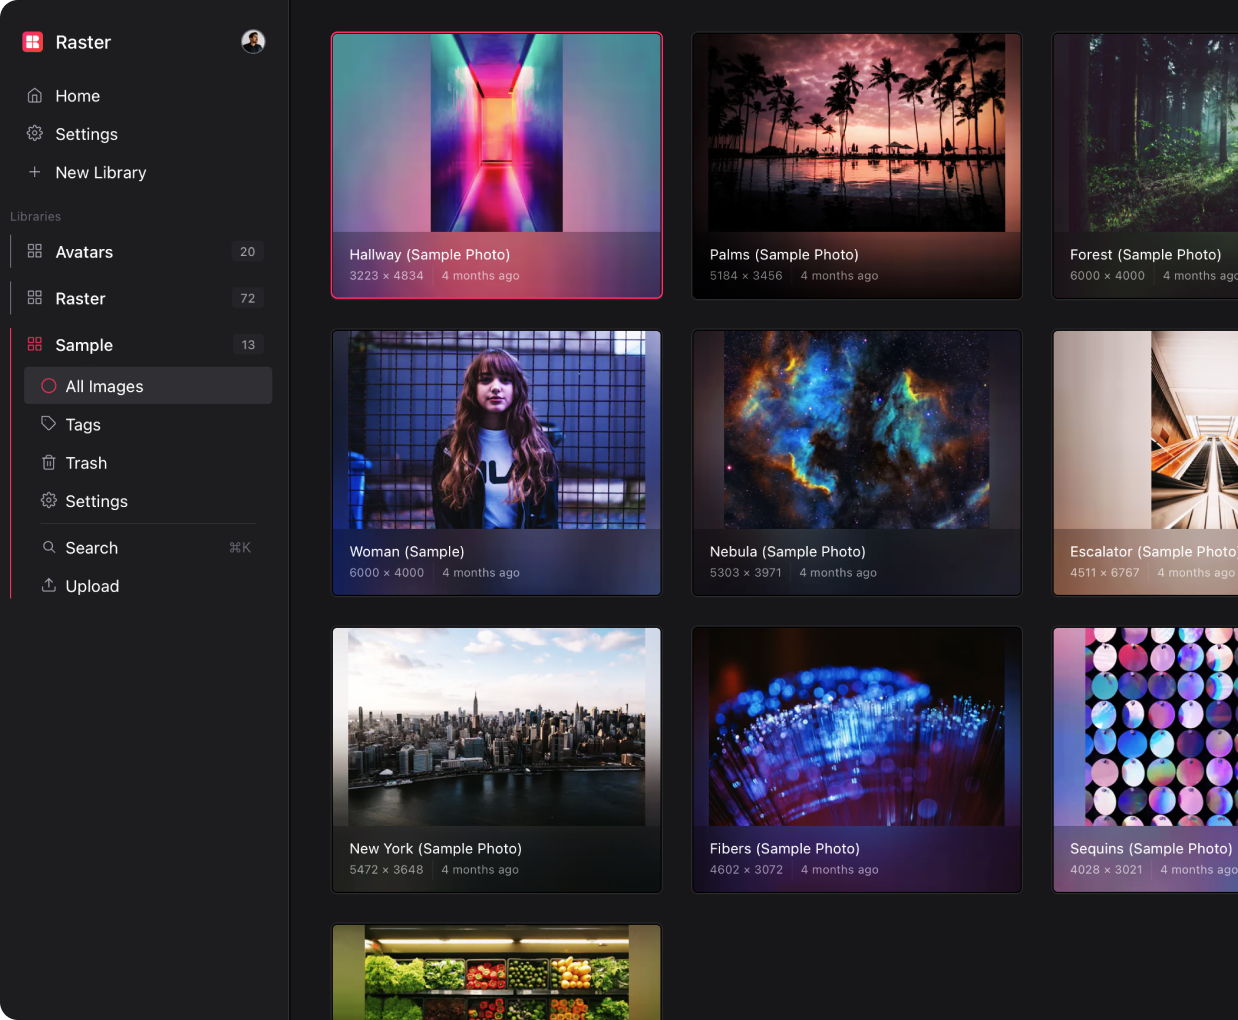 Raster
Home
Settings
New Library
Libraries
Avatars 20
Raster 72
Sample 13
All Images
Tags
Trash
Settings
Search ⌘K
Upload
Hallway (Sample Photo)
3223 × 4834 4 months ago
Palms (Sample Photo)
5184 × 3456 4 months ago
Forest (Sample Photo)
6000 × 4000 4 months ago
Woman (Sample)
6000 × 4000 4 months ago
Nebula (Sample Photo)
5303 × 3971 4 months ago
Escalator (Sample Photo
4511 × 6767 4 months ago
New York (Sample Photo)
5472 × 3648 4 months ago
Fibers (Sample Photo)
4602 × 3072 4 months ago
Sequins (Sample Photo)
4028 × 3021 4 months ago